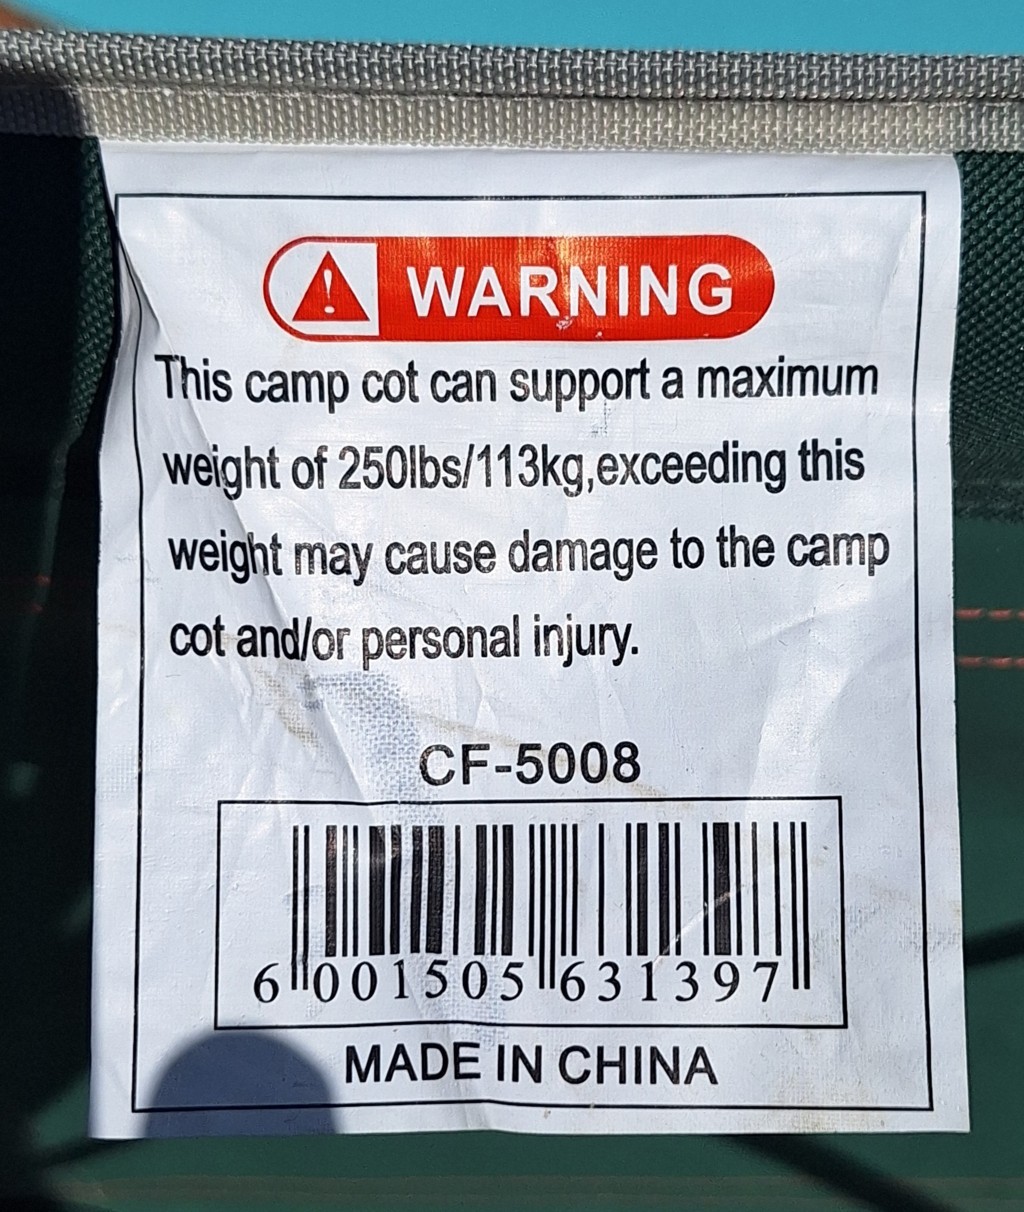 WARNING
This camp cot can support a maximum
weight of 250lbs/113kg,exceeding this
weight may cause damage to the camp
cot and/or personal injury.
CF-5008
6 001505 631397
MADE IN CHINA